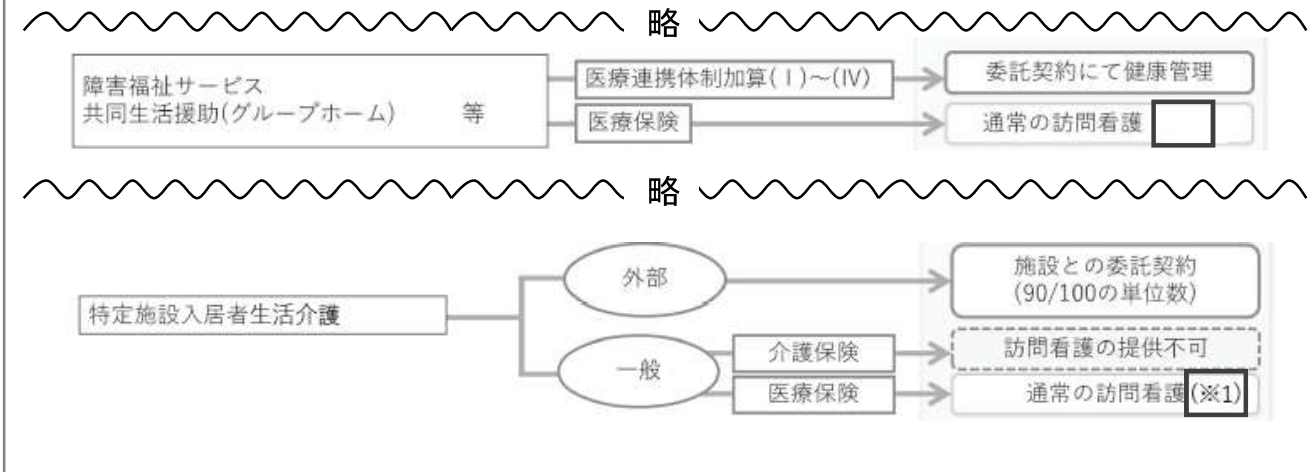 略
障害福祉サービス
共同生活援助(グループホーム) 等
医療連携体制加算(Ⅰ)～(Ⅳ)
委託契約にて健康管理
医療保険
通常の訪問看護
略
特定施設入居者生活介護
外部
施設との委託契約
(90/100の単位数)
一般
介護保険
訪問看護の提供不可
医療保険
通常の訪問看護(※1)